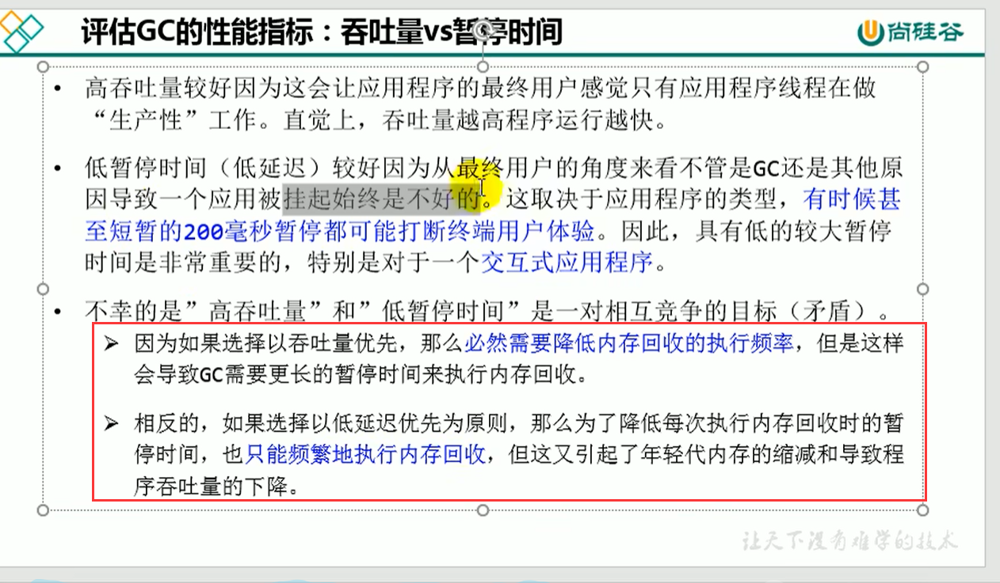 评估GC的性能指标：吞吐量vs暂停时间
尚硅谷
• 高吞吐量较好因为这会让应用程序的最终用户感觉只有应用程序线程在做
“生产性”工作。直觉上，吞吐量越高程序运行越快。
• 低暂停时间（低延迟）较好因为从最终用户的角度来看不管是GC还是其他原
因导致一个应用被挂起始终是不好的。这取决于应用程序的类型，有时候甚
至短暂的200毫秒暂停都可能打断终端用户体验。因此，具有低的较大暂停
时间是非常重要的，特别是对于一个交互式应用程序。
• 不幸的是”高吞吐量”和”低暂停时间”是一对相互竞争的目标（矛盾）。
➢ 因为如果选择以吞吐量优先，那么必然需要降低内存回收的执行频率，但是这样
会导致GC需要更长的暂停时间来执行内存回收。
➢ 相反的，如果选择以低延迟优先为原则，那么为了降低每次执行内存回收时的暂
停时间，也只能频繁地执行内存回收，但这又引起了年轻代内存的缩减和导致程
序吞吐量的下降。
让天下没有难学的技术